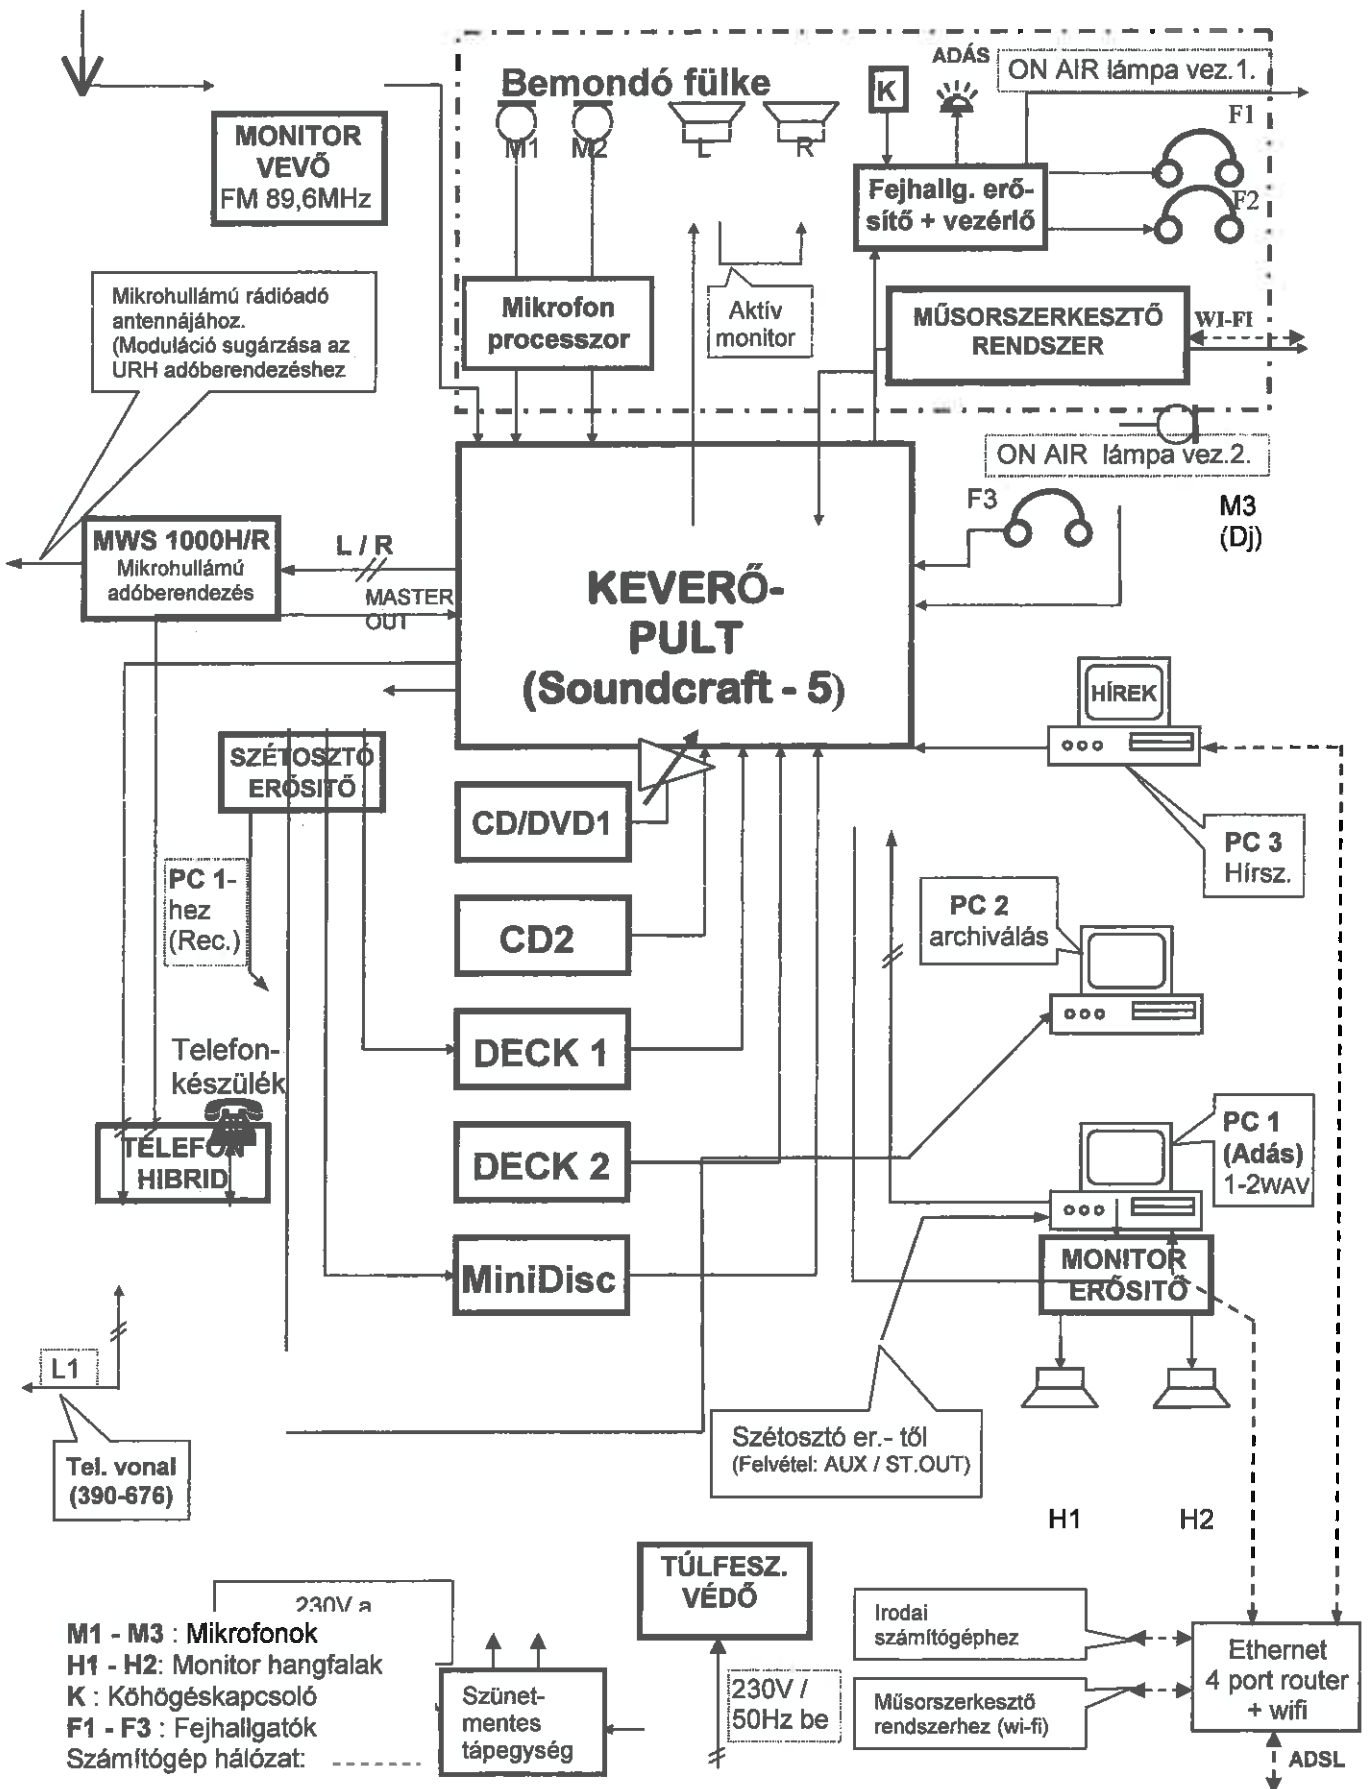 Bemondó fülke
ADÁS
ON AIR lámpa vez.1.
K
F1
MONITOR
VEVŐ
FM 89,6MHz
M1
M2
L
R
Fejhallg. erő-
sítő + vezérlő
F2
Mikrohullámú rádióadó
antennájához.
(Moduláció sugárzása az
URH adóberendezéshez
Mikrofon
processzor
Aktív
monitor
MŰSORSZERKESZTŐ
RENDSZER
WI-FI
ON AIR lámpa vez.2.
F3
M3
(Dj)
MWS 1000H/R
Mikrohullámú
adóberendezés
L / R
MASTER
OUT
KEVERŐ-
PULT
(Soundcraft - 5)
HÍREK
SZÉTOSZTÓ
ERŐSITŐ
CD/DVD1
PC 3
Hírsz.
PC 1-
hez
(Rec.)
CD2
PC 2
archiválás
Telefon-
készülék
DECK 1
TELEFON
HIBRID
DECK 2
PC 1
(Adás)
1-2WAV
MiniDisc
MONITOR
ERŐSITŐ
L1
Tel. vonal
(390-676)
Szétosztó er.- től
(Felvétel: AUX / ST.OUT)
H1
H2
TÚLFESZ.
VÉDŐ
230V a
M1 - M3 : Mikrofonok
H1 - H2: Monitor hangfalak
K : Köhögéskapcsoló
F1 - F3 : Fejhallgatók
Számítógép hálózat:
Szünet-
mentes
tápegység
230V /
50Hz be
Irodai
számítógéphez
Műsorszerkesztő
rendszerhez (wi-fi)
Ethernet
4 port router
+ wifi
ADSL